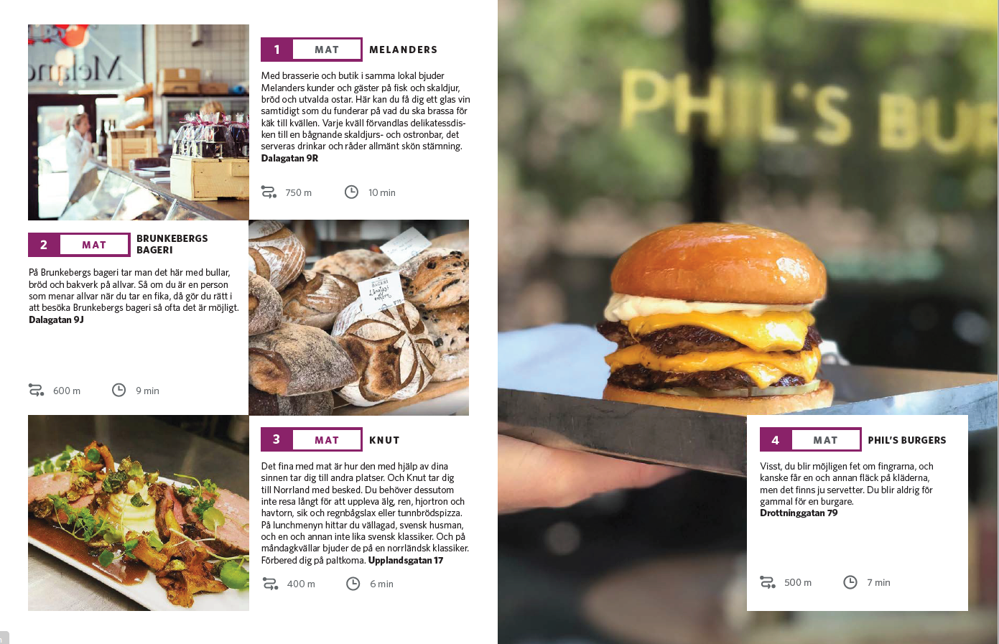 Melan
1 MAT MELANDERS
Med brasserie och butik i samma lokal bjuder
Melanders kunder och gäster på fisk och skaldjur,
bröd och utvalda ostar. Här kan du få dig ett glas vin
samtidigt som du funderar på vad du ska brassa för
käk till kvällen. Varje kväll förvandlas delikatessdis-
ken till en bågnande skaldjurs- och ostronbar, det
serveras drinkar och råder allmänt skön stämning.
Dalagatan 9R
750 m 10 min
2 MAT BRUNKEBERGS
BAGERI
På Brunkebergs bageri tar man det här med bullar,
bröd och bakverk på allvar. Så om du är en person
som menar allvar när du tar en fika, då gör du rätt i
att besöka Brunkebergs bageri så ofta det är möjligt.
Dalagatan 9J
600 m 9 min
BAGERI
3 MAT KNUT
Det fina med mat är hur den med hjälp av dina
sinnen tar dig till andra platser. Och Knut tar dig
till Norrland med besked. Du behöver dessutom
inte resa långt för att uppleva älg, ren, hjortron och
havtorn, sik och regnbågslax eller tunnbrödspizza.
På lunchmenyn hittar du vällagad, svensk husman,
och en och annan inte lika svensk klassiker. Och på
måndagkvällar bjuder de på en norrländsk klassiker.
Förbered dig på paltkoma. Upplandsgatan 17
400 m 6 min
PHIL'S BUR
4 MAT PHIL'S BURGERS
Visst, du blir möjligen fet om fingrarna, och
kanske får en och annan fläck på kläderna,
men det finns ju servetter. Du blir aldrig för
gammal för en burgare.
Drottninggatan 79
500 m 7 min